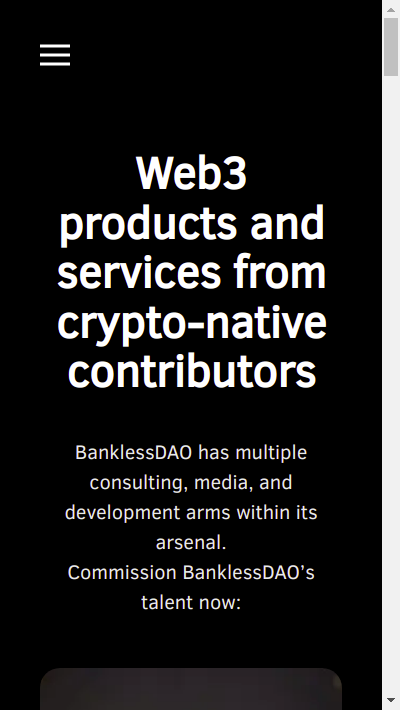 Web3
products and
services from
crypto-native
contributors
BanklessDAO has multiple
consulting, media, and
development arms within its
arsenal.
Commission BanklessDAO’s
talent now: